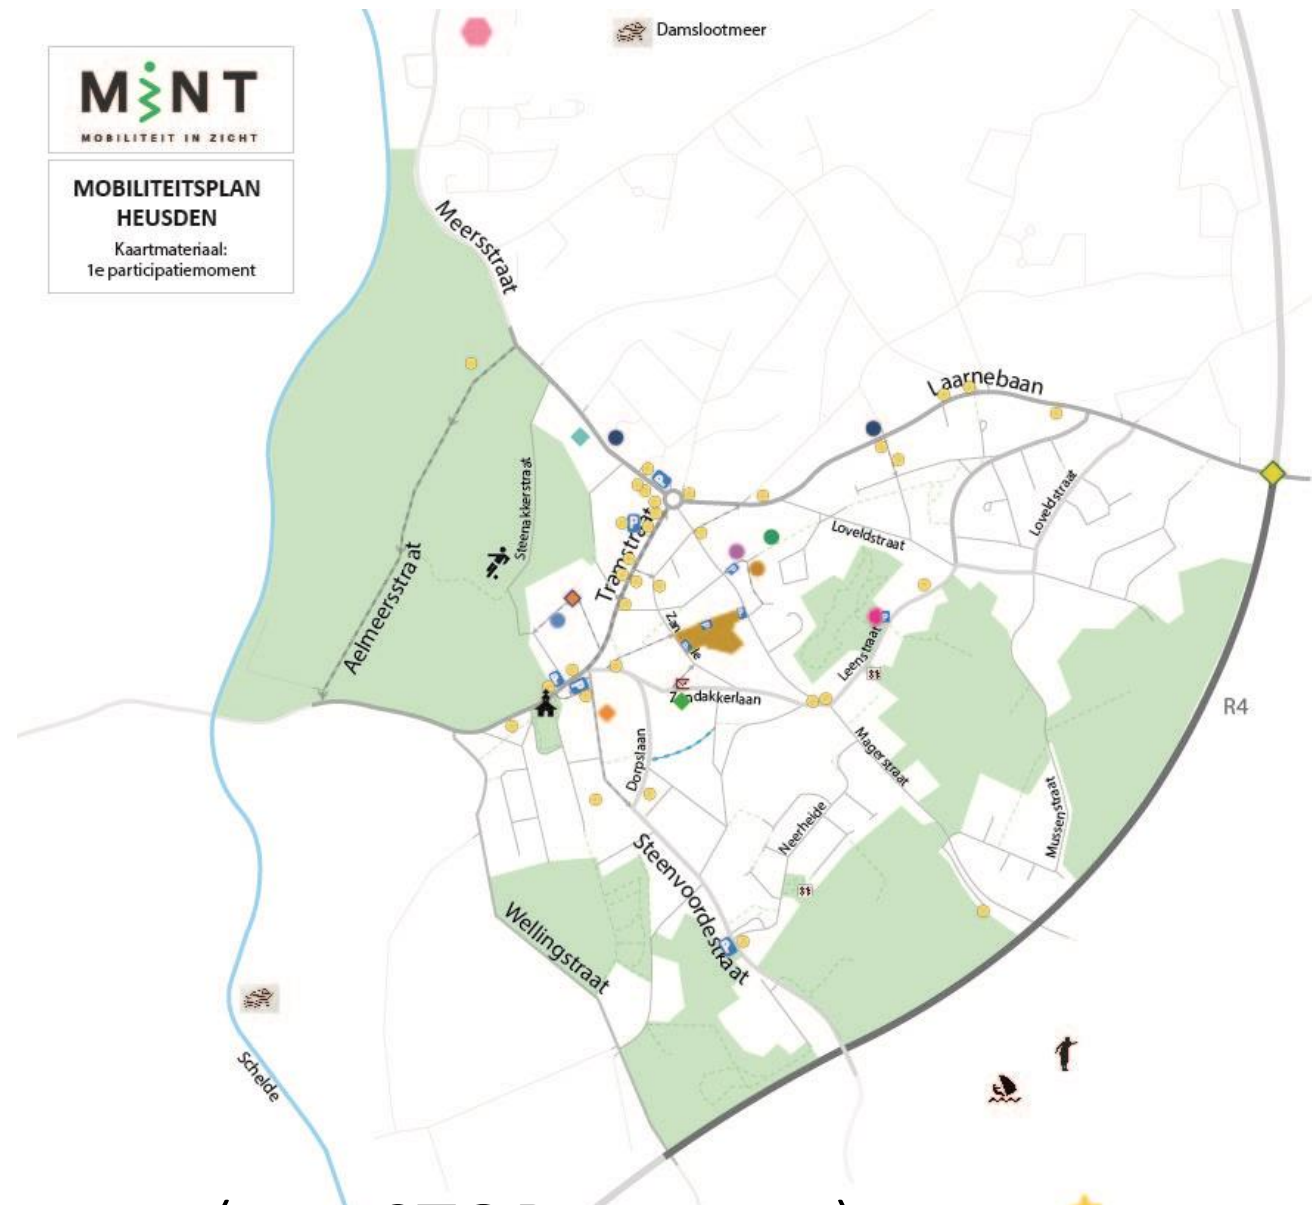 Damslootmeer
MiNT
MOBILITEIT IN ZICHT
MOBILITEITSPLAN
HEUSDEN
Kaartmateriaal:
1e participatiemoment
Meersstraat
Laarnebaan
Steenakkerstraat
Loveldstraat
Loveldstraat
P
Tramstraat
Aelmeersstraat
Leenstraat
Zandakkerlaan
R4
Dorpslaan
Magerstraat
Mussenstraat
Neerheide
Steenvoordestraat
Wellingstraat
Schelde